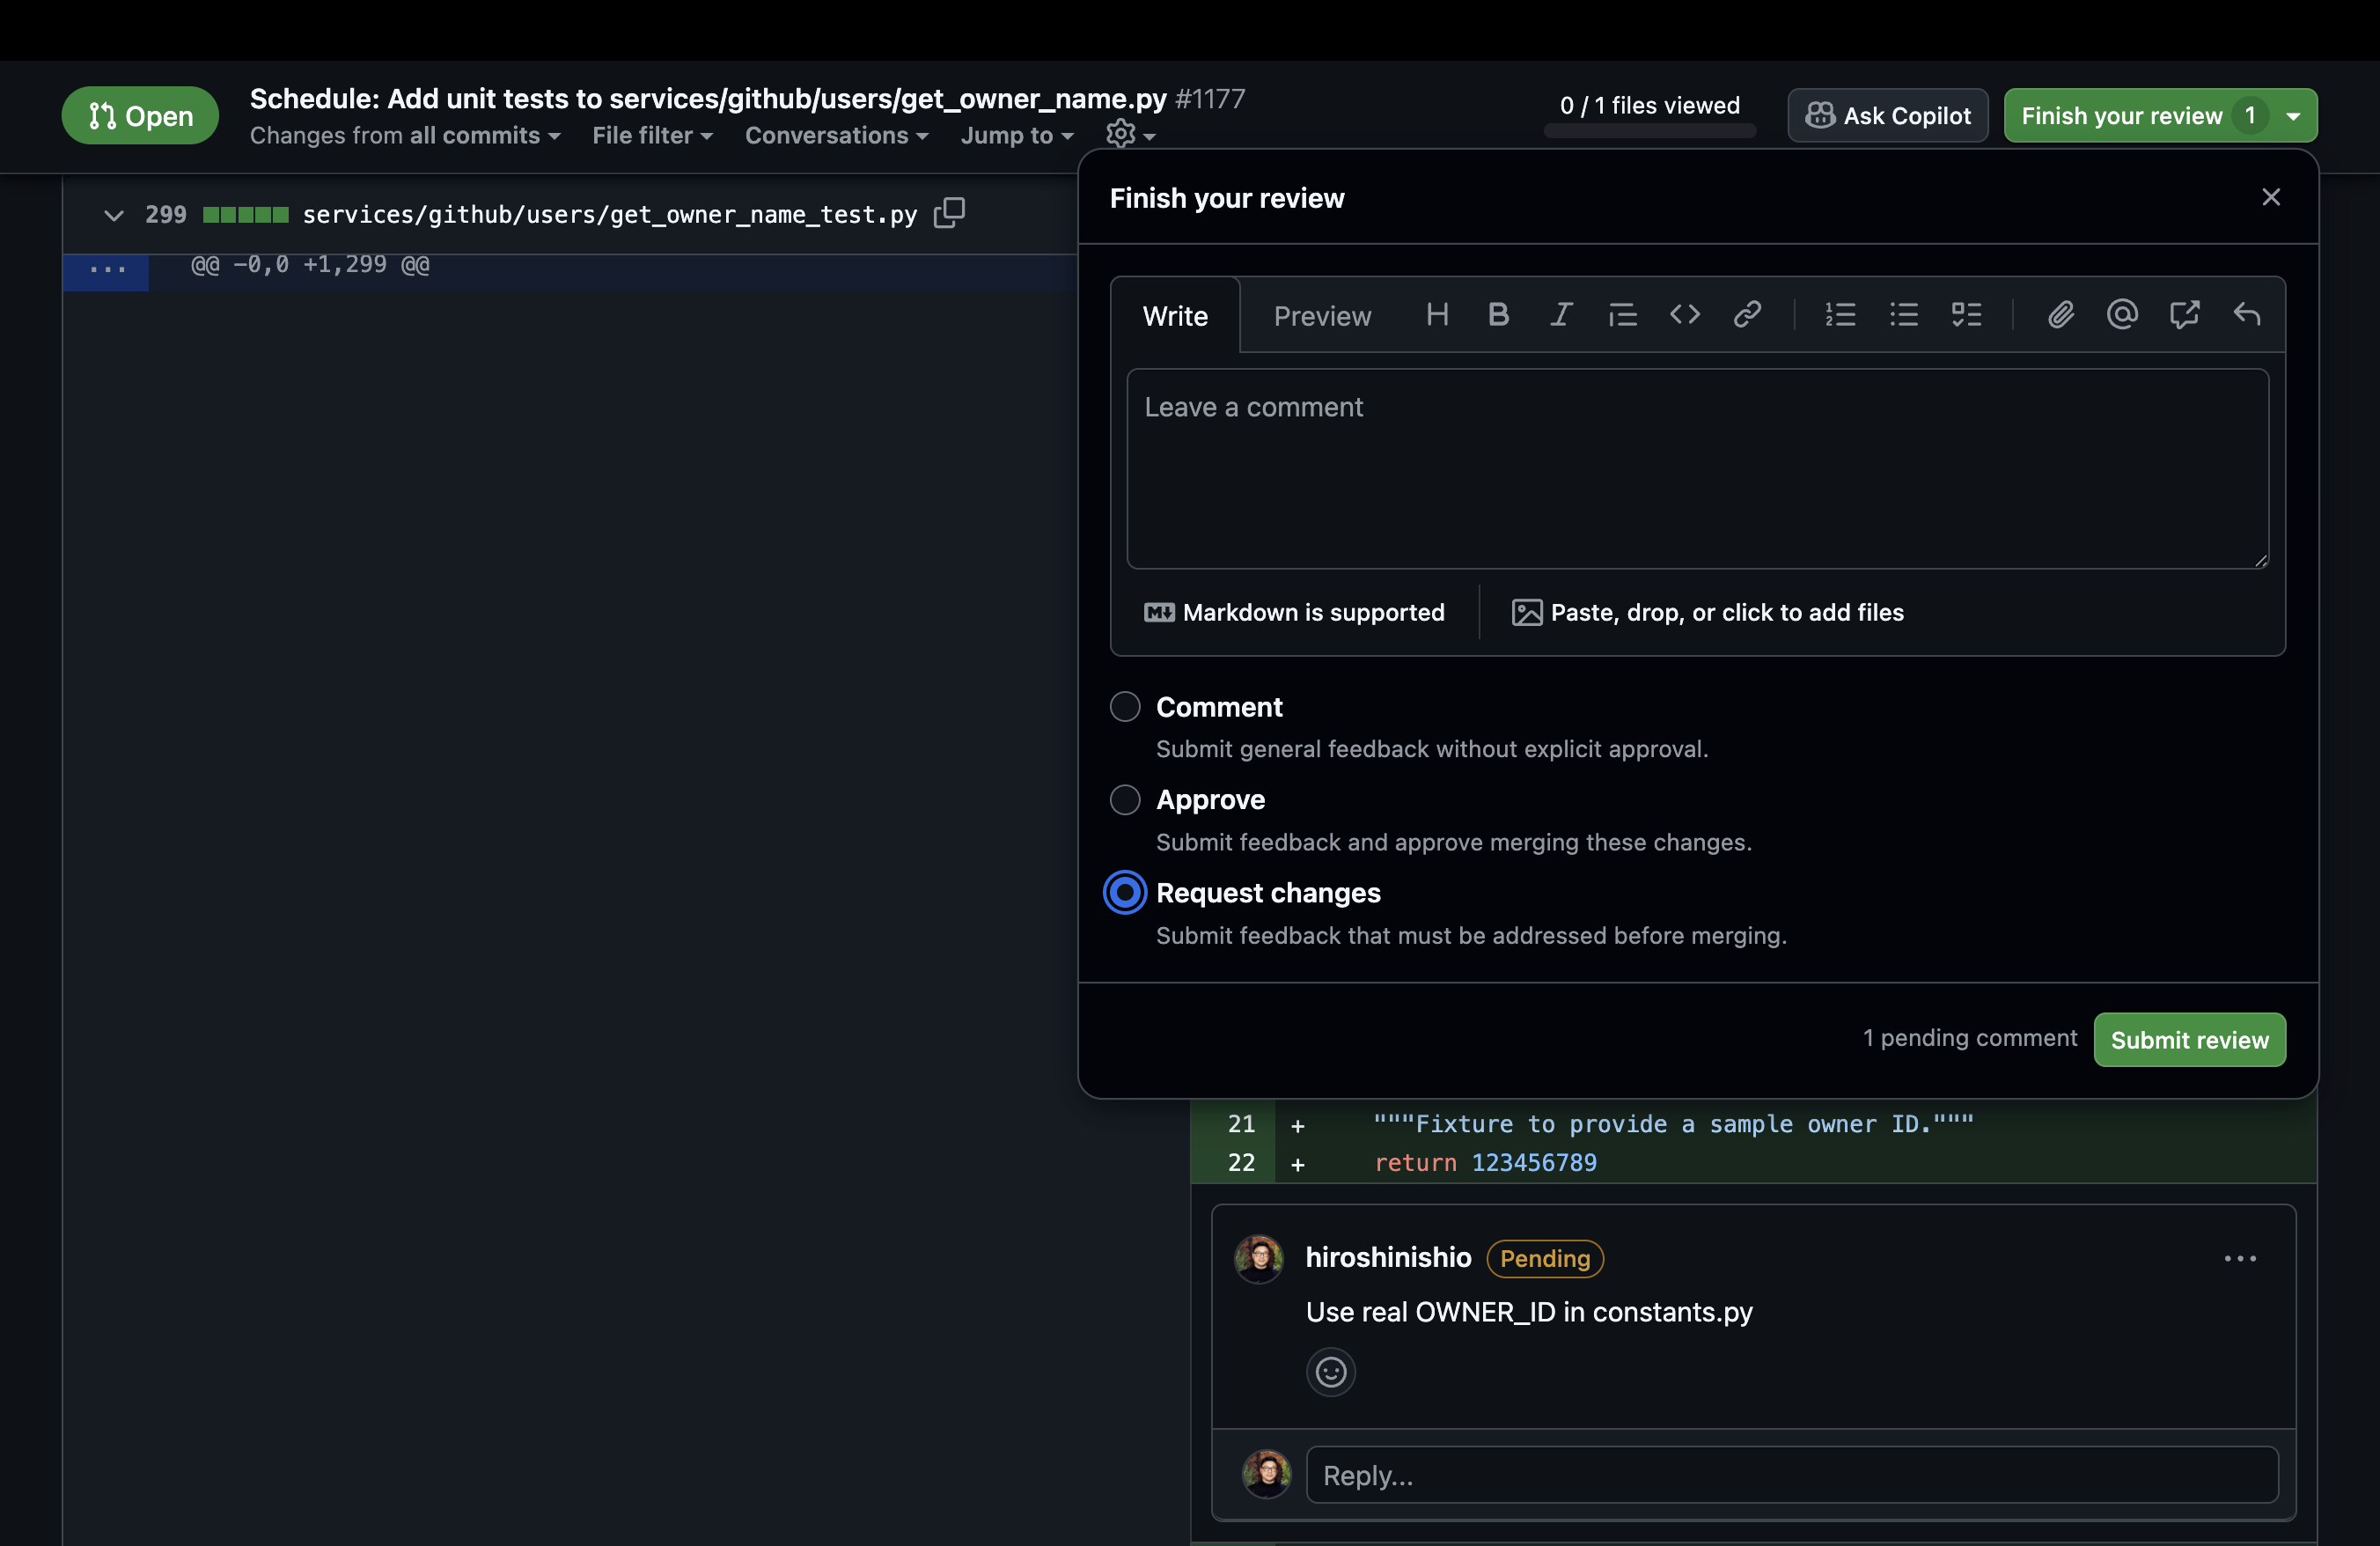 Open
Schedule: Add unit tests to services/github/users/get_owner_name.py #1177
Changes from all commits
File filter
Conversations
Jump to
0 / 1 files viewed
Ask Copilot
Finish your review 1
299 services/github/users/get_owner_name_test.py
... @@ -0,0 +1,299 @@
Finish your review
Write
Preview
Leave a comment
Markdown is supported
Paste, drop, or click to add files
Comment
Submit general feedback without explicit approval.
Approve
Submit feedback and approve merging these changes.
Request changes
Submit feedback that must be addressed before merging.
1 pending comment
Submit review
21 + """Fixture to provide a sample owner ID."""
22 + return 123456789
hiroshinishio Pending
Use real OWNER_ID in constants.py
Reply...